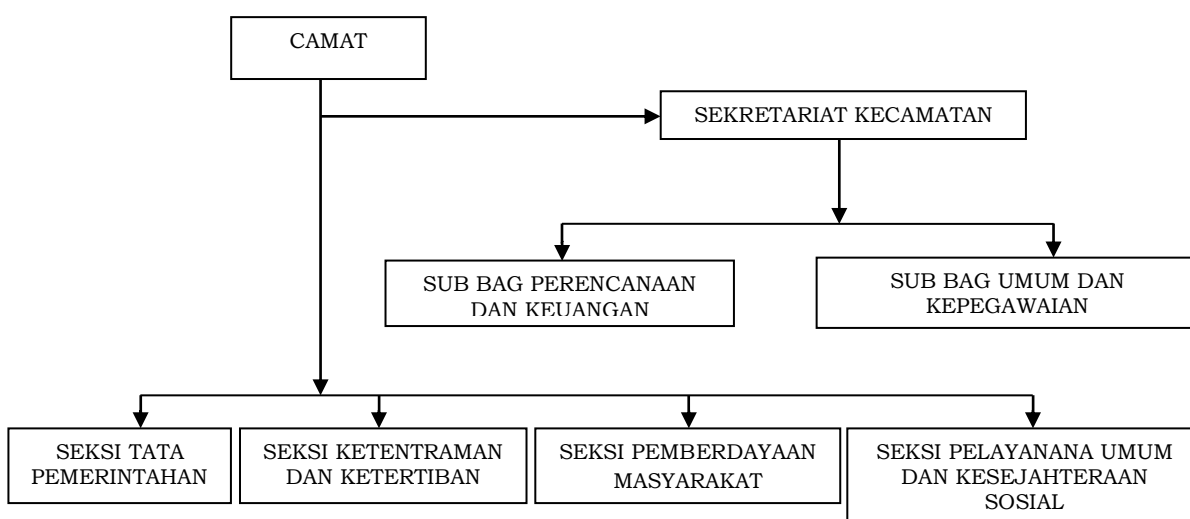 CAMAT
SEKRETARIAT KECAMATAN
SUB BAG PERENCANAAN
DAN KEUANGAN
SUB BAG UMUM DAN
KEPEGAWAIAN
SEKSI TATA
PEMERINTAHAN
SEKSI KETENTRAMAN
DAN KETERTIBAN
SEKSI PEMBERDAYAAN
MASYARAKAT
SEKSI PELAYANANA UMUM
DAN KESEJAHTERAAN
SOSIAL